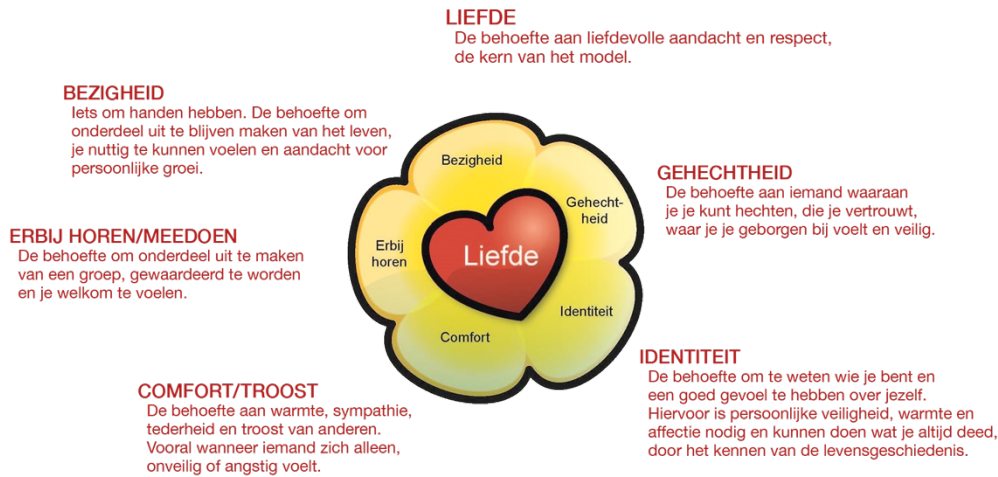 LIEFDE
De behoefte aan liefdevolle aandacht en respect,
de kern van het model.
BEZIGHEID
Iets om handen hebben. De behoefte om
onderdeel uit te blijven maken van het leven,
je nuttig te kunnen voelen en aandacht voor
persoonlijke groei.
GEHECHTHEID
De behoefte aan iemand waaraan
je je kunt hechten, die je vertrouwt,
waar je je geborgen bij voelt en veilig.
ERBIJ HOREN/MEEDOEN
De behoefte om onderdeel uit te maken
van een groep, gewaardeerd te worden
en je welkom te voelen.
Bezigheid
Gehecht-
heid
Erbij
horen
Liefde
Identiteit
Comfort
IDENTITEIT
De behoefte om te weten wie je bent en
een goed gevoel te hebben over jezelf.
Hiervoor is persoonlijke veiligheid, warmte en
affectie nodig en kunnen doen wat je altijd deed,
door het kennen van de levensgeschiedenis.
COMFORT/TROOST
De behoefte aan warmte, sympathie,
tederheid en troost van anderen.
Vooral wanneer iemand zich alleen,
onveilig of angstig voelt.